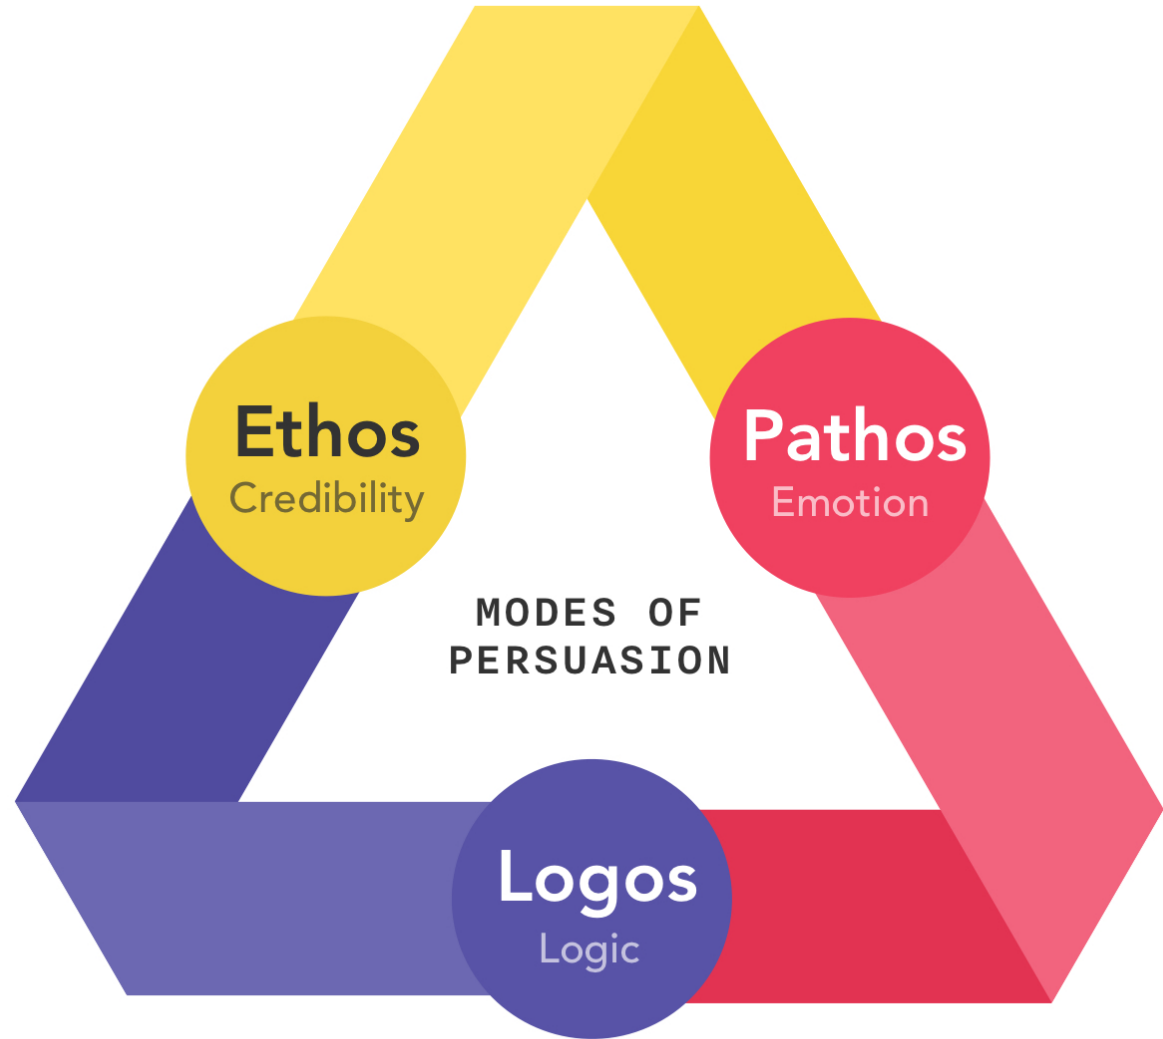 Ethos
Credibility
Pathos
Emotion
MODES OF
PERSUASION
Logos
Logic